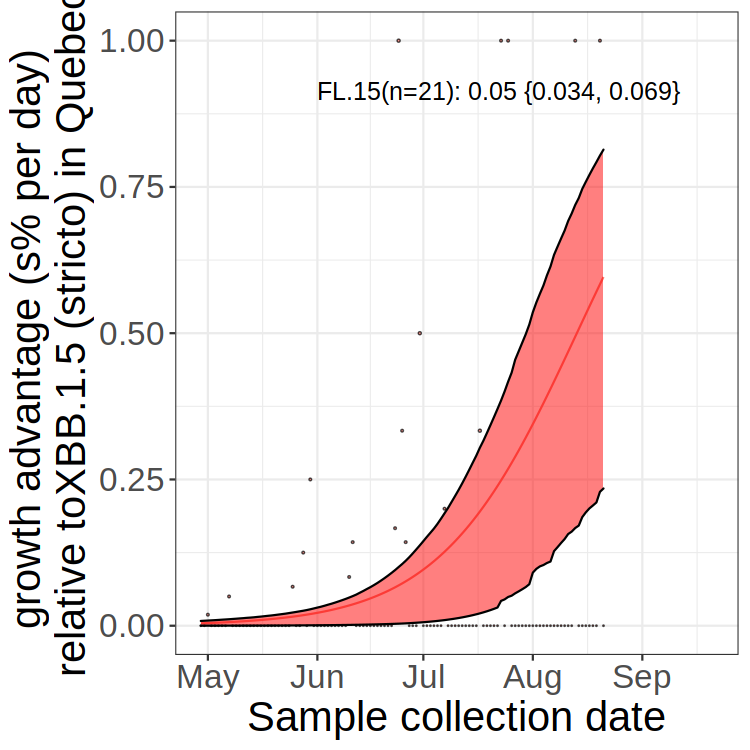 growth advantage (s% per day)
relative toXBB.1.5 (stricto) in Quebec
1.00
0.75
0.50
0.25
0.00
FL.15(n=21): 0.05 {0.034, 0.069}
May Jun Jul Aug Sep
Sample collection date